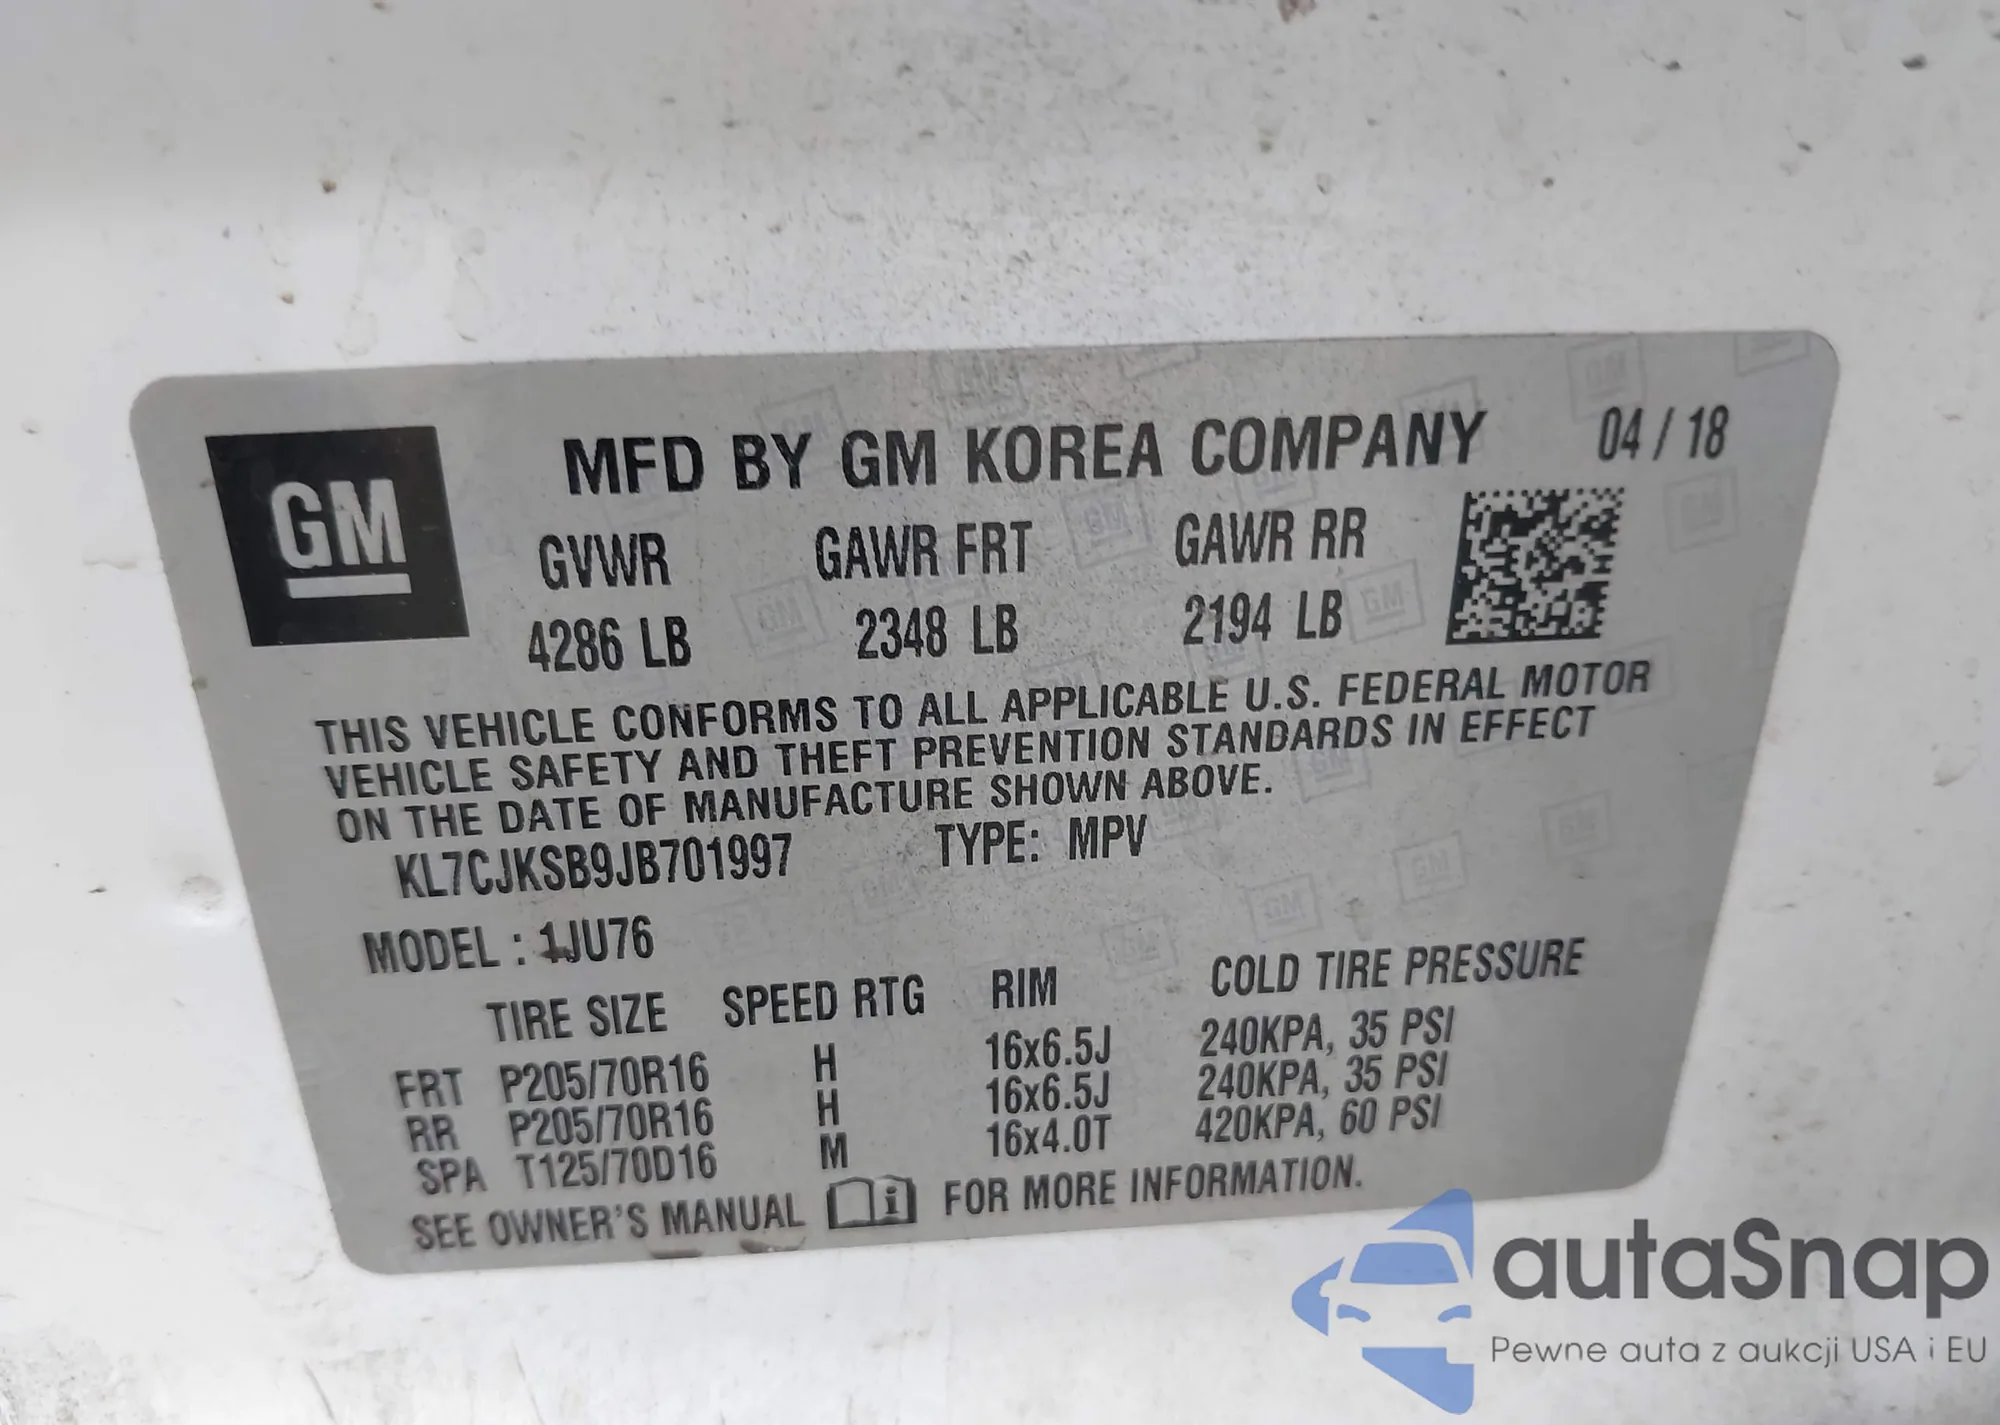 GM
MFD BY GM KOREA COMPANY 04 / 18
GVWR GAWR FRT GAWR RR
4286 LB 2348 LB 2194 LB
THIS VEHICLE CONFORMS TO ALL APPLICABLE U.S. FEDERAL MOTOR
VEHICLE SAFETY AND THEFT PREVENTION STANDARDS IN EFFECT
ON THE DATE OF MANUFACTURE SHOWN ABOVE.
KL7CJKSB9JB701997 TYPE: MPV
MODEL : 1JU76
TIRE SIZE SPEED RTG RIM COLD TIRE PRESSURE
FRT P205/70R16 H 16x6.5J 240KPA, 35 PSI
RR P205/70R16 H 16x6.5J 240KPA, 35 PSI
SPA T125/70D16 M 16x4.0T 420KPA, 60 PSI
SEE OWNER'S MANUAL i FOR MORE INFORMATION.
autaSnap
Pewne auta z aukcji USA i EU